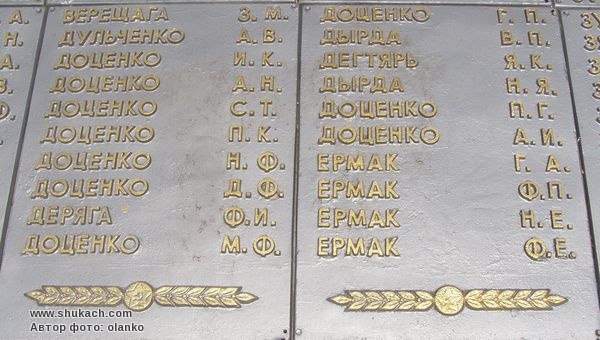 ВЕРЕЩАГА З. М.
ДУЛЬЧЕНКО А. В.
ДОЦЕНКО И. К.
ДОЦЕНКО А. Н.
ДОЦЕНКО С. Т.
ДОЦЕНКО П. К.
ДОЦЕНКО Н. Ф.
ДОЦЕНКО Д. Ф.
ДЕРЯГА Ф. И.
ДОЦЕНКО М. Ф.
ДОЦЕНКО Г. П.
ДЫРДА В. П.
ДЕГТЯРЬ Я. К.
ДЫРДА Н. Я.
ДОЦЕНКО П. Г.
ДОЦЕНКО А. И.
ЕРМАК Г. А.
ЕРМАК Ф. П.
ЕРМАК Н. Е.
ЕРМАК Ф. Е.
www.shukach.com
Автор фото: olanko